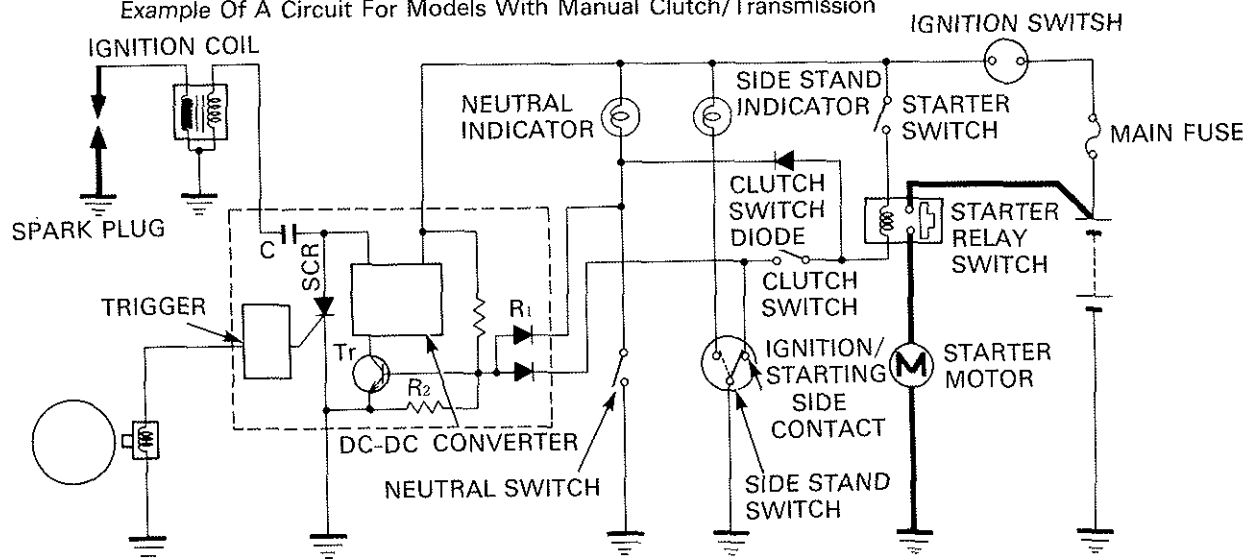 Example Of A Circuit For Models With Manual Clutch/Transmission
IGNITION COIL
IGNITION SWITSH
NEUTRAL
INDICATOR
SIDE STAND
INDICATOR
STARTER
SWITCH
MAIN FUSE
SPARK PLUG
CLUTCH
SWITCH
DIODE
STARTER
RELAY
SWITCH
C
SCR
CLUTCH
SWITCH
TRIGGER
R1
Tr
R2
IGNITION/
STARTING
SIDE
CONTACT
M
STARTER
MOTOR
DC-DC CONVERTER
NEUTRAL SWITCH
SIDE STAND
SWITCH